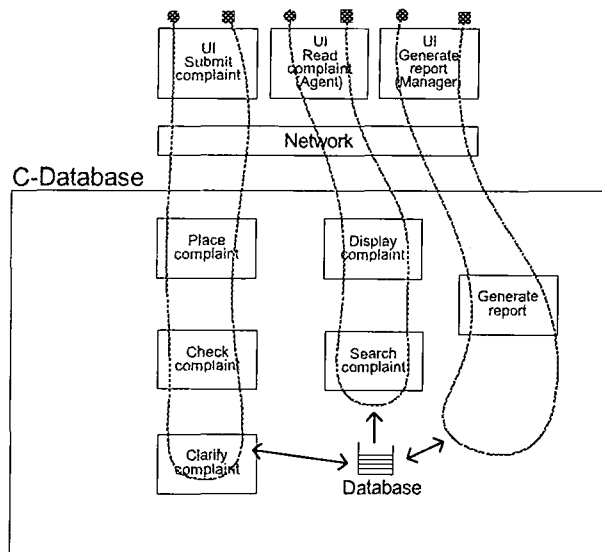 UI
Submit
complaint
UI
Read
complaint
(Agent)
UI
Generate
report
(Manager)
Network
C-Database
Place
complaint
Display
complaint
Generate
report
Check
complaint
Search
complaint
Clarify
complaint
Database